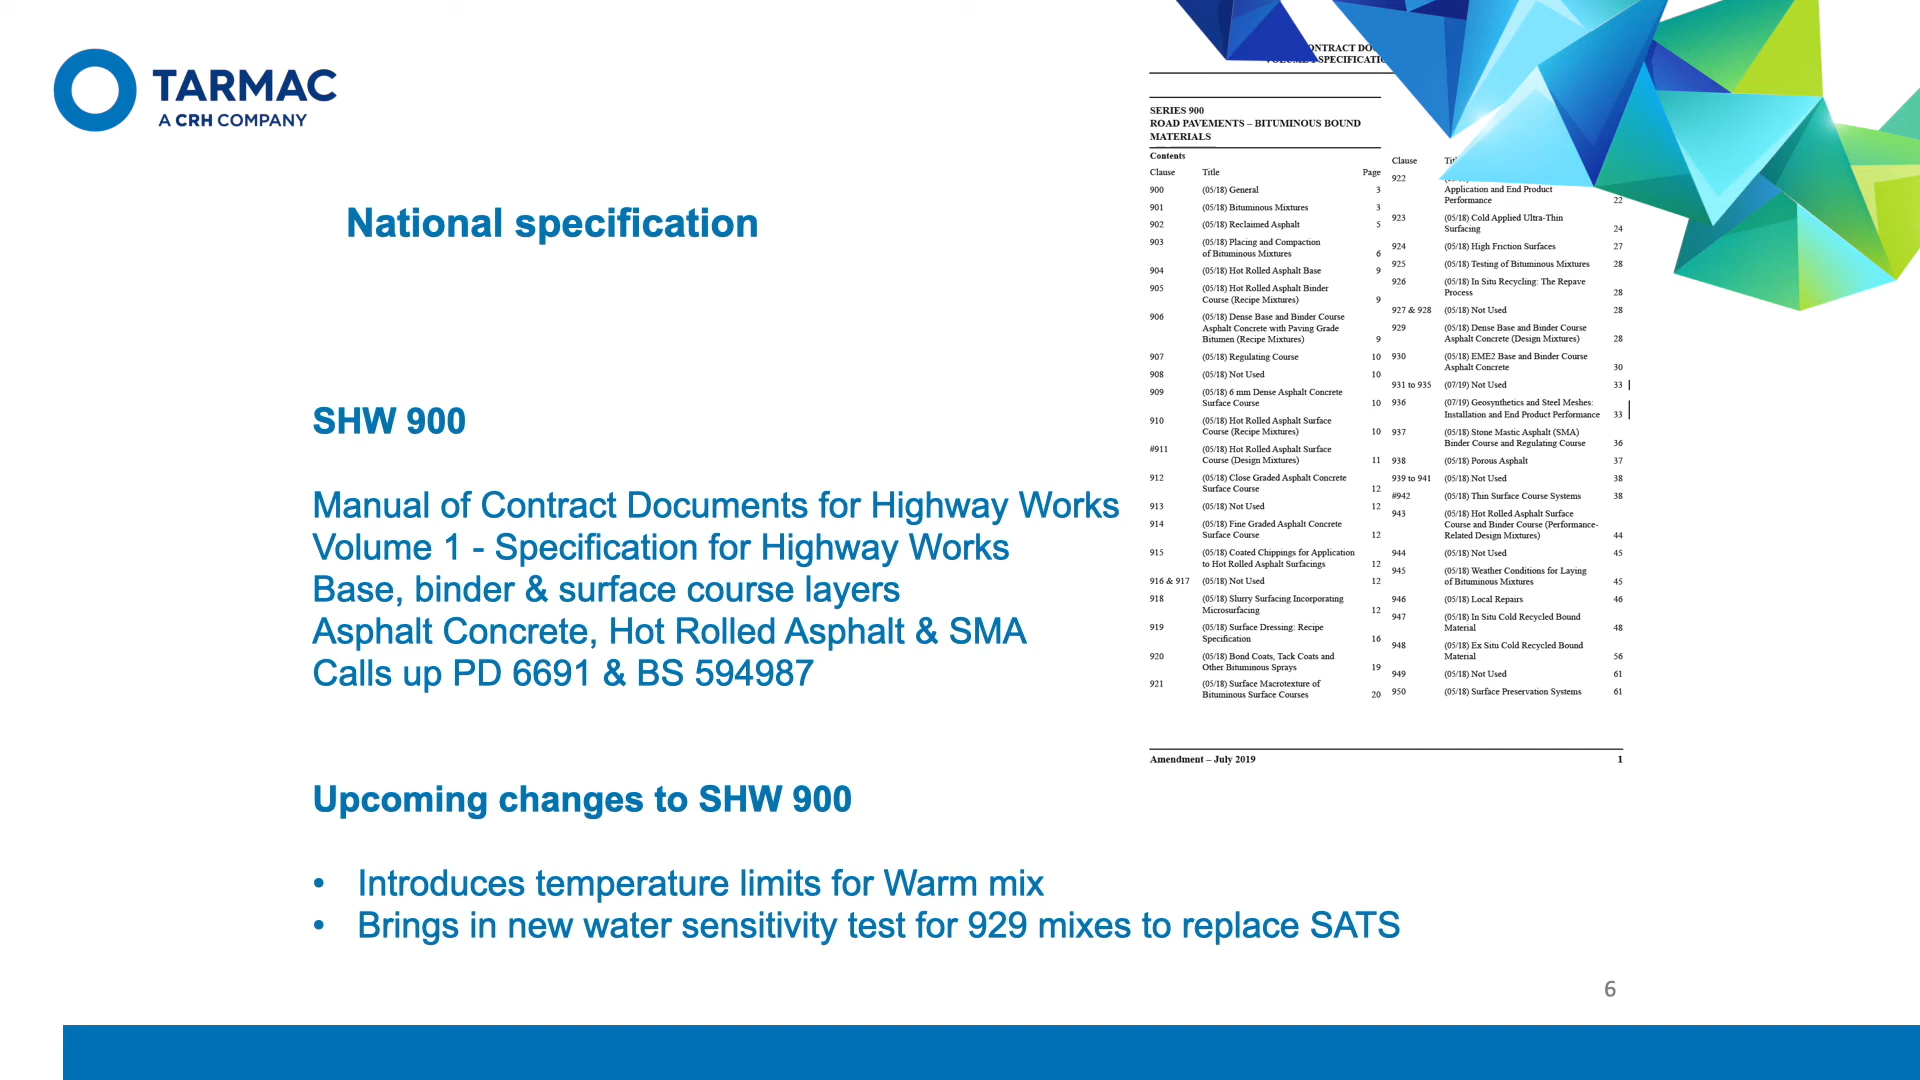 TARMAC
A CRH COMPANY
National specification
SHW 900
Manual of Contract Documents for Highway Works
Volume 1 - Specification for Highway Works
Base, binder & surface course layers
Asphalt Concrete, Hot Rolled Asphalt & SMA
Calls up PD 6691 & BS 594987
Upcoming changes to SHW 900
• Introduces temperature limits for Warm mix
• Brings in new water sensitivity test for 929 mixes to replace SATS
SERIES 900
ROAD PAVEMENTS – BITUMINOUS BOUND
MATERIALS
Contents
Clause Title Page
900 (05/18) General 3
901 (05/18) Bituminous Mixtures 3
902 (05/18) Reclaimed Asphalt 5
903 (05/18) Placing and Compaction
of Bituminous Mixtures 6
904 (05/18) Hot Rolled Asphalt Base 9
905 (05/18) Hot Rolled Asphalt Binder
Course (Recipe Mixtures) 9
906 (05/18) Dense Base and Binder Course
Asphalt Concrete with Paving Grade
Bitumen (Recipe Mixtures) 9
907 (05/18) Regulating Course 10
908 (05/18) Not Used 10
909 (05/18) 6 mm Dense Asphalt Concrete
Surface Course 10
910 (05/18) Hot Rolled Asphalt Surface
Course (Recipe Mixtures) 10
#911 (05/18) Hot Rolled Asphalt Surface
Course (Design Mixtures) 11
912 (05/18) Close Graded Asphalt Concrete
Surface Course 12
913 (05/18) Not Used 12
914 (05/18) Fine Graded Asphalt Concrete
Surface Course 12
915 (05/18) Coated Chippings for Application
to Hot Rolled Asphalt Surfacings 12
916 & 917 (05/18) Not Used 12
918 (05/18) Slurry Surfacing Incorporating
Microsurfacing 12
919 (05/18) Surface Dressing: Recipe
Specification 16
920 (05/18) Bond Coats, Tack Coats and
Other Bituminous Sprays 19
921 (05/18) Surface Macrotexture of
Bituminous Surface Courses 20
Clause
922
Application and End Product
Performance 22
923 (05/18) Cold Applied Ultra-Thin
Surfacing 24
924 (05/18) High Friction Surfaces 27
925 (05/18) Testing of Bituminous Mixtures 28
926 (05/18) In Situ Recycling: The Repave
Process 28
927 & 928 (05/18) Not Used 28
929 (05/18) Dense Base and Binder Course
Asphalt Concrete (Design Mixtures) 28
930 (05/18) EME2 Base and Binder Course
Asphalt Concrete 30
931 to 935 (07/19) Not Used 33
936 (07/19) Geosynthetics and Steel Meshes:
Installation and End Product Performance 33
937 (05/18) Stone Mastic Asphalt (SMA)
Binder Course and Regulating Course 36
938 (05/18) Porous Asphalt 37
939 to 941 (05/18) Not Used 38
#942 (05/18) Thin Surface Course Systems 38
943 (05/18) Hot Rolled Asphalt Surface
Course and Binder Course (Performance-
Related Design Mixtures) 44
944 (05/18) Not Used 45
945 (05/18) Weather Conditions for Laying
of Bituminous Mixtures 45
946 (05/18) Local Repairs 46
947 (05/18) In Situ Cold Recycled Bound
Material 48
948 (05/18) Ex Situ Cold Recycled Bound
Material 56
949 (05/18) Not Used 61
950 (05/18) Surface Preservation Systems 61
Amendment – July 2019 1
6